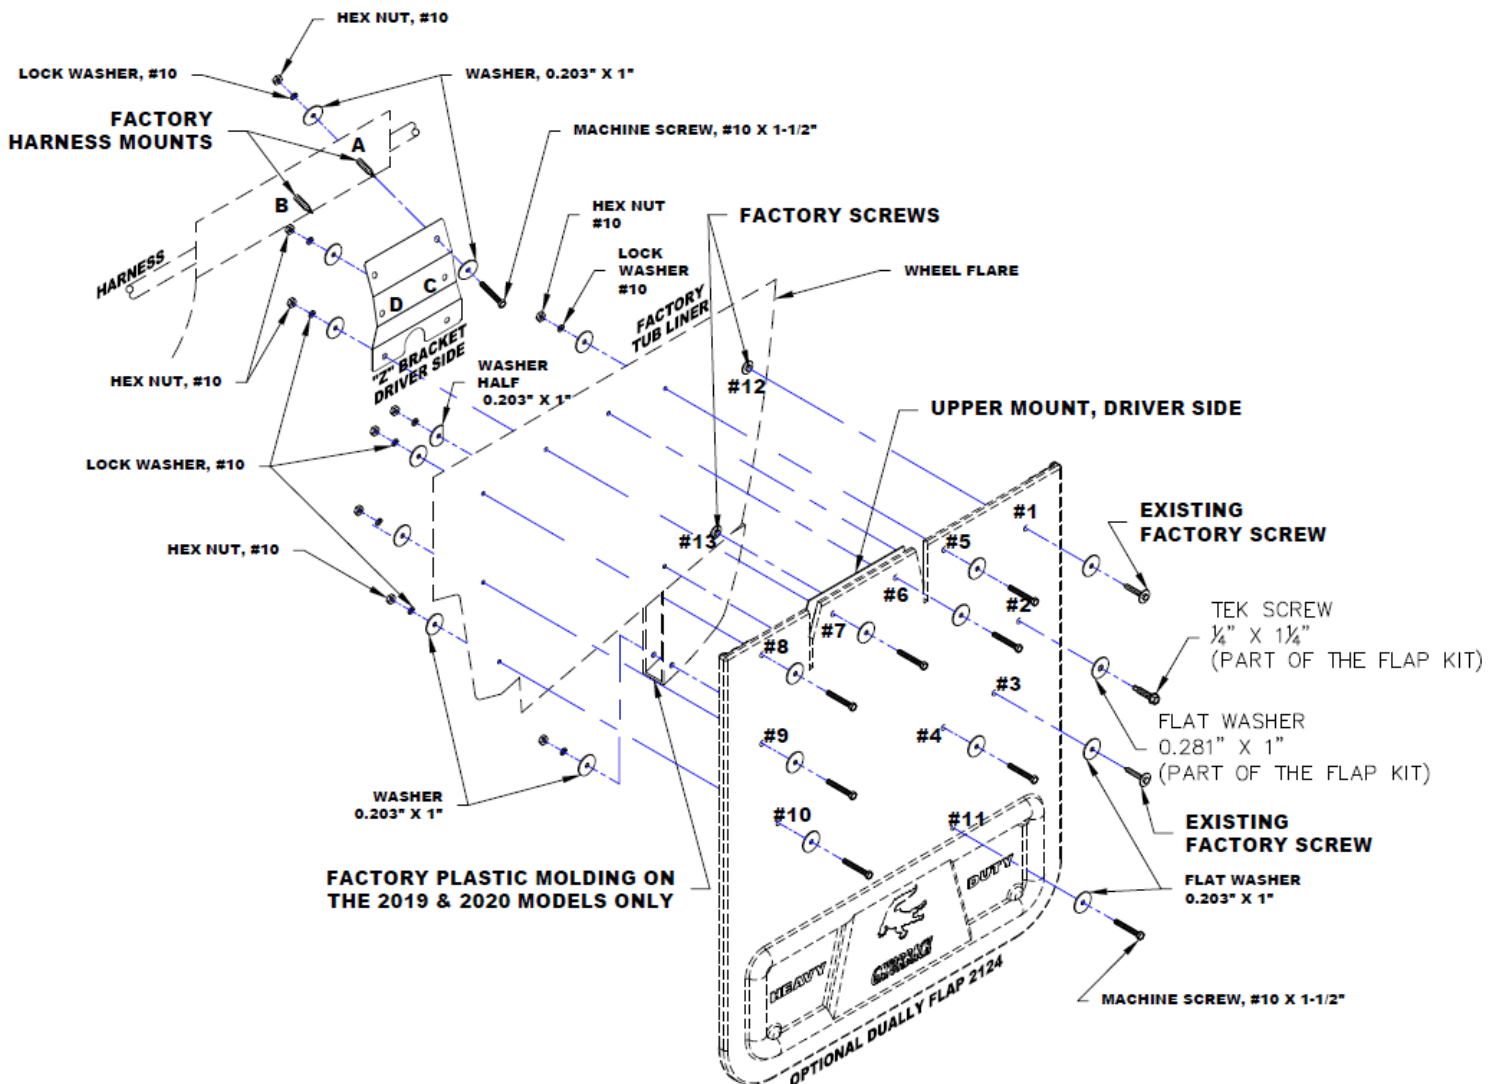 HEX NUT, #10
LOCK WASHER, #10
WASHER, 0.203" X 1"
FACTORY
HARNESS MOUNTS
MACHINE SCREW, #10 X 1-1/2"
A
B
HARNESS
HEX NUT
#10
FACTORY SCREWS
LOCK
WASHER
#10
WHEEL FLARE
FACTORY
TUB LINER
C
D
"Z" BRACKET
DRIVER SIDE
HEX NUT, #10
WASHER
HALF
0.203" X 1"
#12
UPPER MOUNT, DRIVER SIDE
LOCK WASHER, #10
#13
#1
EXISTING
FACTORY SCREW
#5
#6
#2
TEK SCREW
¼" X 1¼"
(PART OF THE FLAP KIT)
#7
#8
#3
FLAT WASHER
0.281" X 1"
(PART OF THE FLAP KIT)
HEX NUT, #10
#9
#4
WASHER
0.203" X 1"
#10
#11
EXISTING
FACTORY SCREW
FACTORY PLASTIC MOLDING ON
THE 2019 & 2020 MODELS ONLY
FLAT WASHER
0.203" X 1"
HEAVY
DUTY
MACHINE SCREW, #10 X 1-1/2"
OPTIONAL DUALLY FLAP 2124